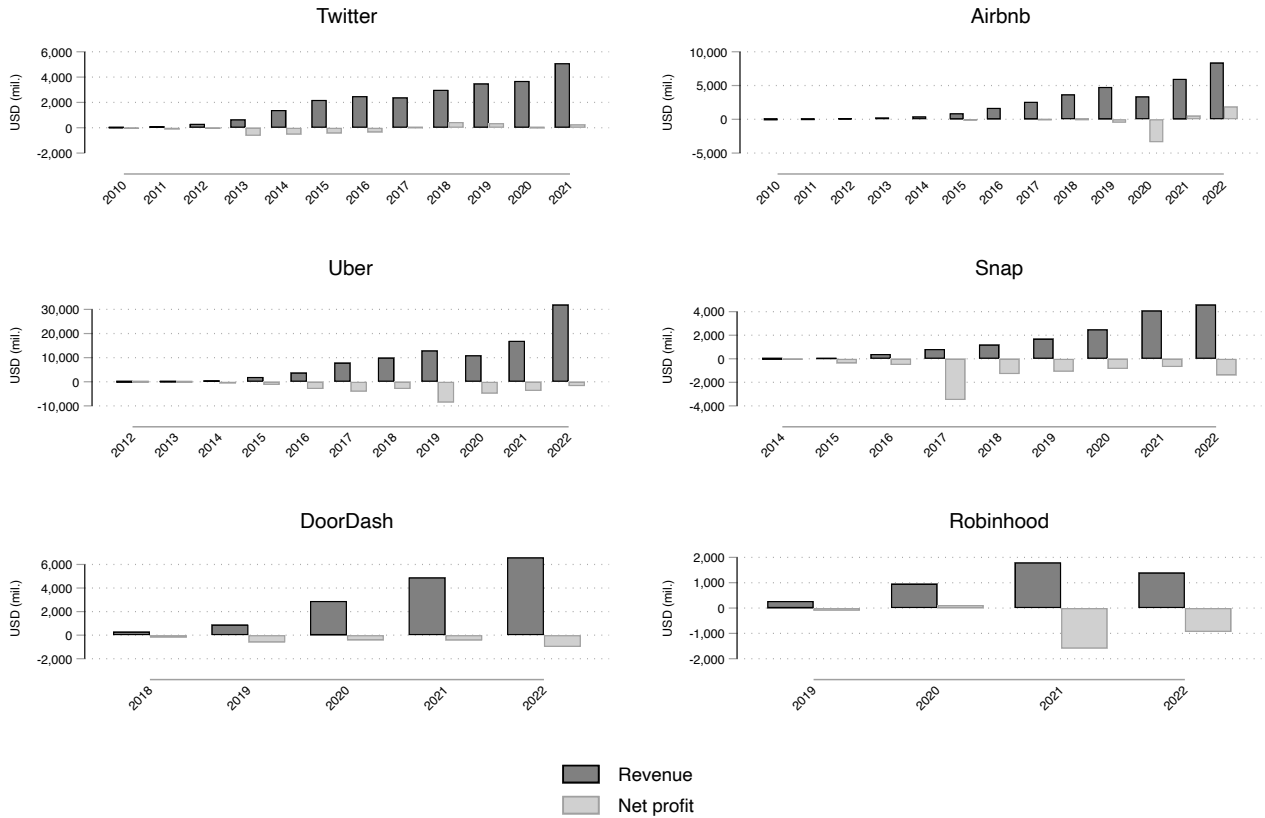 Twitter
USD (mil.)
6,000
4,000
2,000
0
-2,000
2010 2011 2012 2013 2014 2015 2016 2017 2018 2019 2020 2021
Airbnb
USD (mil.)
10,000
5,000
0
-5,000
2010 2011 2012 2013 2014 2015 2016 2017 2018 2019 2020 2021 2022
Uber
USD (mil.)
30,000
20,000
10,000
0
-10,000
2012 2013 2014 2015 2016 2017 2018 2019 2020 2021 2022
Snap
USD (mil.)
4,000
2,000
0
-2,000
-4,000
2014 2015 2016 2017 2018 2019 2020 2021 2022
DoorDash
USD (mil.)
6,000
4,000
2,000
0
-2,000
2018 2019 2020 2021 2022
Robinhood
USD (mil.)
2,000
1,000
0
-1,000
-2,000
2019 2020 2021 2022
Revenue
Net profit